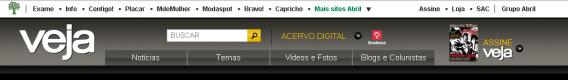 Exame • Info • Contigo! • Placar • MdeMulher • Modaspot • Bravo! • Capricho • Mais sites Abril ▼ Assine • Loja • SAC | Grupo Abril
veja BUSCAR ACERVO DIGITAL Bradesco ASSINE veja
Notícias Temas Vídeos e Fotos Blogs e Colunistas